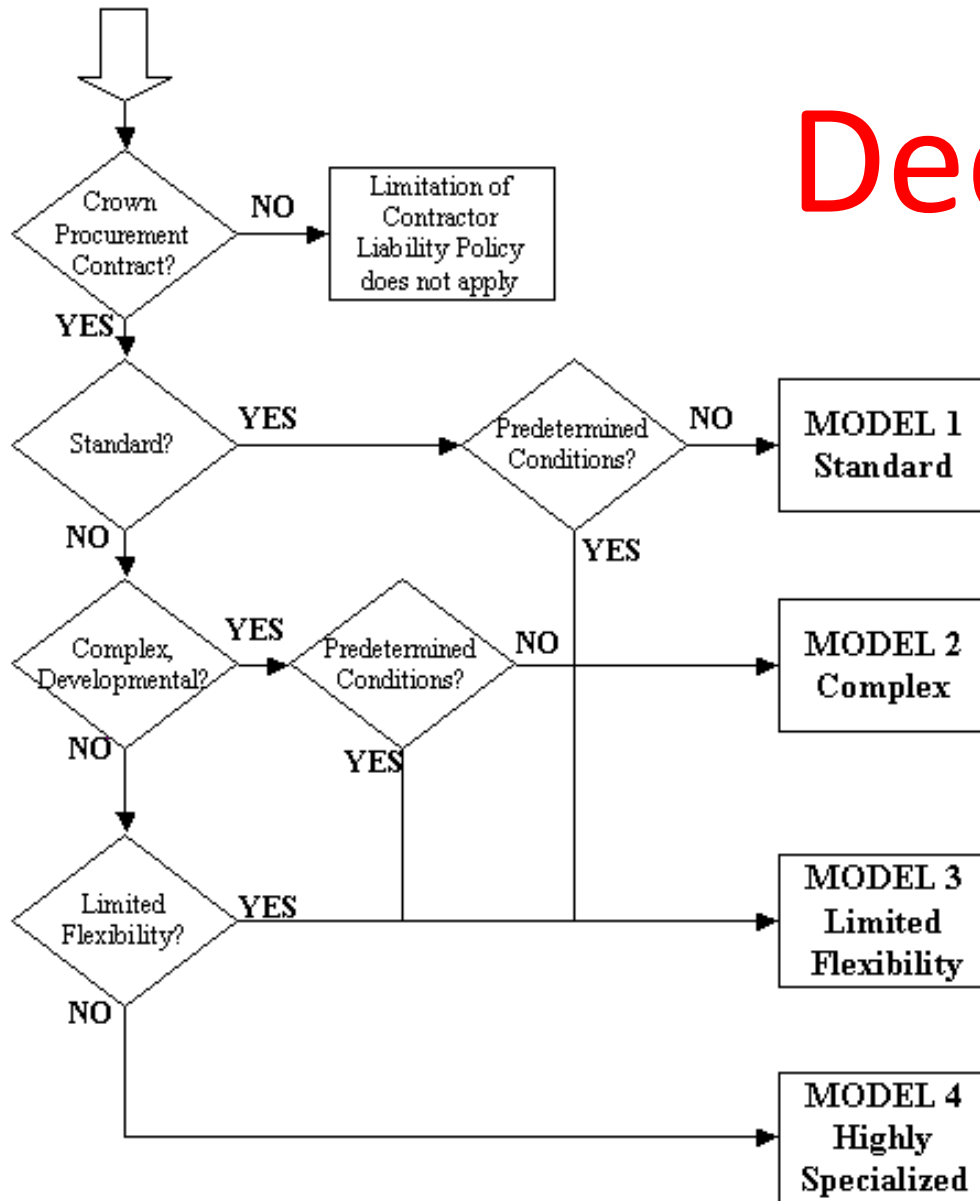 Dec
Crown
Procurement
Contract?
NO
Limitation of
Contractor
Liability Policy
does not apply
YES
Standard?
YES
Predetermined
Conditions?
NO
MODEL 1
Standard
NO
YES
Complex,
Developmental?
YES
Predetermined
Conditions?
NO
MODEL 2
Complex
NO
YES
Limited
Flexibility?
YES
MODEL 3
Limited
Flexibility
NO
MODEL 4
Highly
Specialized